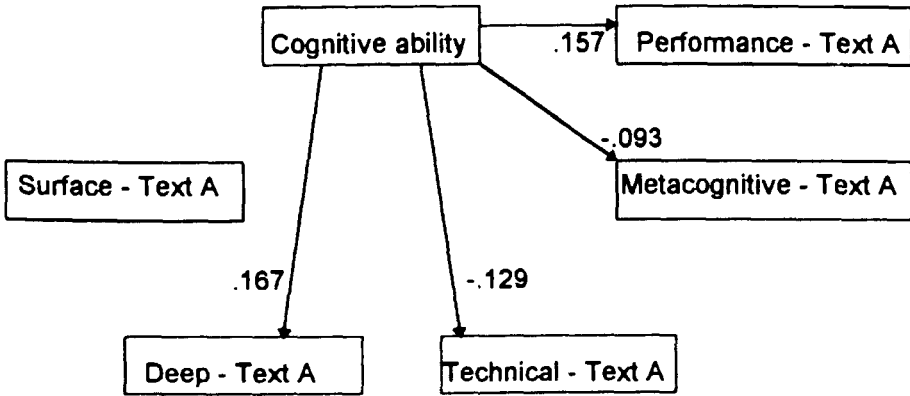 Cognitive ability
.157
Performance - Text A
-.093
Surface - Text A
Metacognitive - Text A
.167
-.129
Deep - Text A
Technical - Text A